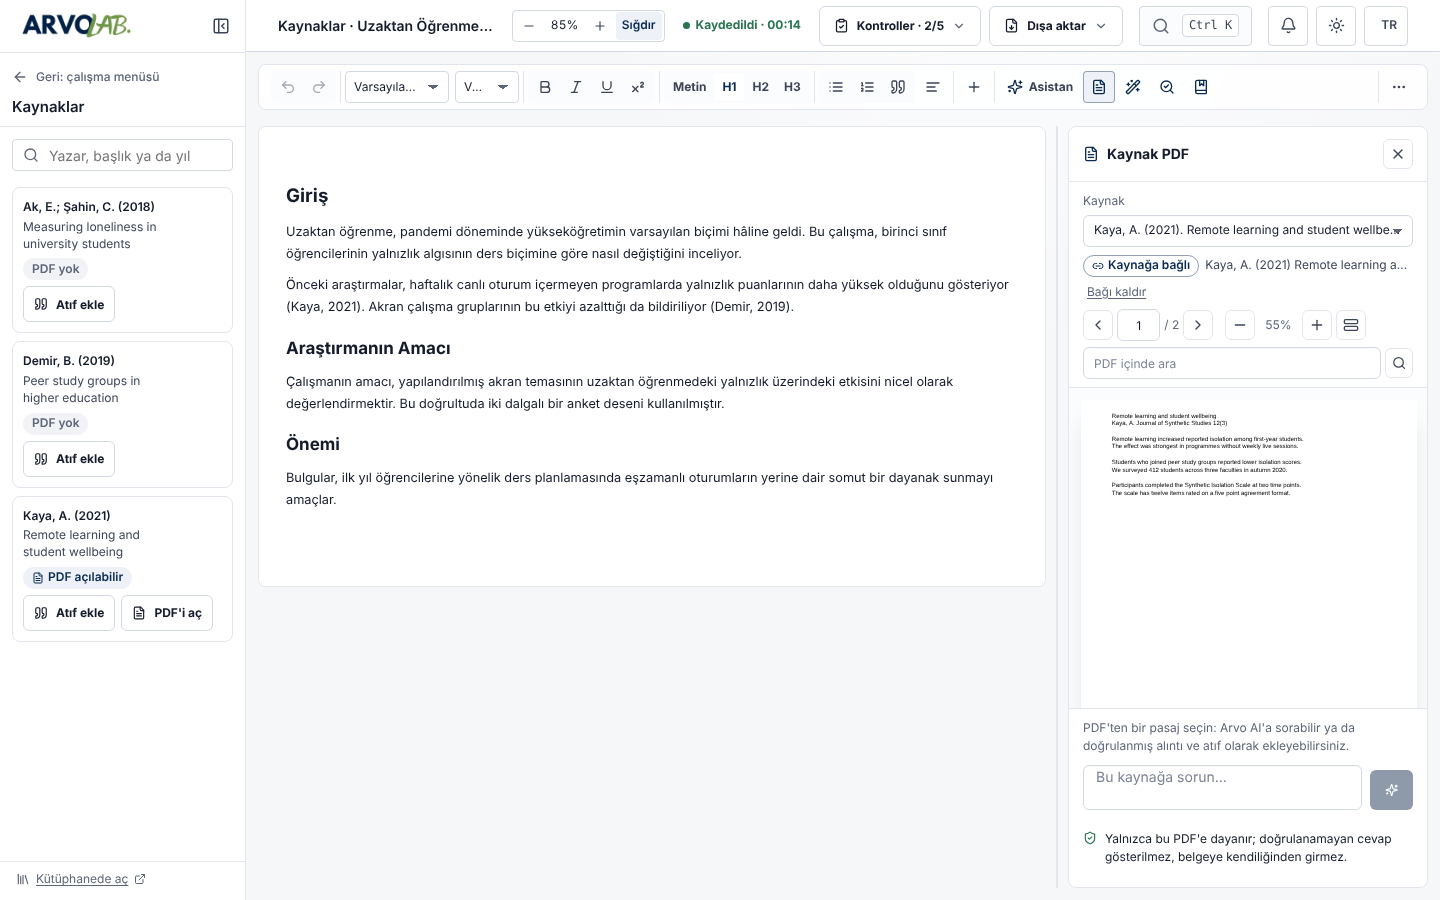 ARVOLAB.
Geri: çalışma menüsü
Kaynaklar
Yazar, başlık ya da yıl
Ak, E.; Şahin, C. (2018)
Measuring loneliness in
university students
PDF yok
Atıf ekle
Demir, B. (2019)
Peer study groups in
higher education
PDF yok
Atıf ekle
Kaya, A. (2021)
Remote learning and
student wellbeing
PDF açılabilir
Atıf ekle
PDF'i aç
Kütüphanede aç
Kaynaklar · Uzaktan Öğrenme...
85%
Sığdır
Kaydedildi · 00:14
Kontroller · 2/5
Dışa aktar
Ctrl K
TR
Varsayıla...
V...
B I U x²
Metin H1 H2 H3
Asistan
Giriş
Uzaktan öğrenme, pandemi döneminde yükseköğretimin varsayılan biçimi hâline geldi. Bu çalışma, birinci sınıf
öğrencilerinin yalnızlık algısının ders biçimine göre nasıl değiştiğini inceliyor.
Önceki araştırmalar, haftalık canlı oturum içermeyen programlarda yalnızlık puanlarının daha yüksek olduğunu gösteriyor
(Kaya, 2021). Akran çalışma gruplarının bu etkiyi azalttığı da bildiriliyor (Demir, 2019).
Araştırmanın Amacı
Çalışmanın amacı, yapılandırılmış akran temasının uzaktan öğrenmedeki yalnızlık üzerindeki etkisini nicel olarak
değerlendirmektir. Bu doğrultuda iki dalgalı bir anket deseni kullanılmıştır.
Önemi
Bulgular, ilk yıl öğrencilerine yönelik ders planlamasında eşzamanlı oturumların yerine dair somut bir dayanak sunmayı
amaçlar.
Kaynak PDF
Kaynak
Kaya, A. (2021). Remote learning and student wellbe...
Kaynağa bağlı
Kaya, A. (2021) Remote learning a...
Bağı kaldır
1 / 2
55%
PDF içinde ara
Remote learning and student wellbeing
Kaya, A. Journal of Synthetic Studies 12(3)
Remote learning increased reported isolation among first-year students.
The effect was strongest in programmes without weekly live sessions.
Students who joined peer study groups reported lower isolation scores.
We surveyed 412 students across three faculties in autumn 2020.
Participants completed the Synthetic Isolation Scale at two time points.
The scale has twelve items rated on a five point agreement format.
PDF'ten bir pasaj seçin: Arvo AI'a sorabilir ya da
doğrulanmış alıntı ve atıf olarak ekleyebilirsiniz.
Bu kaynağa sorun...
Yalnızca bu PDF'e dayanır; doğrulanamayan cevap
gösterilmez, belgeye kendiliğinden girmez.